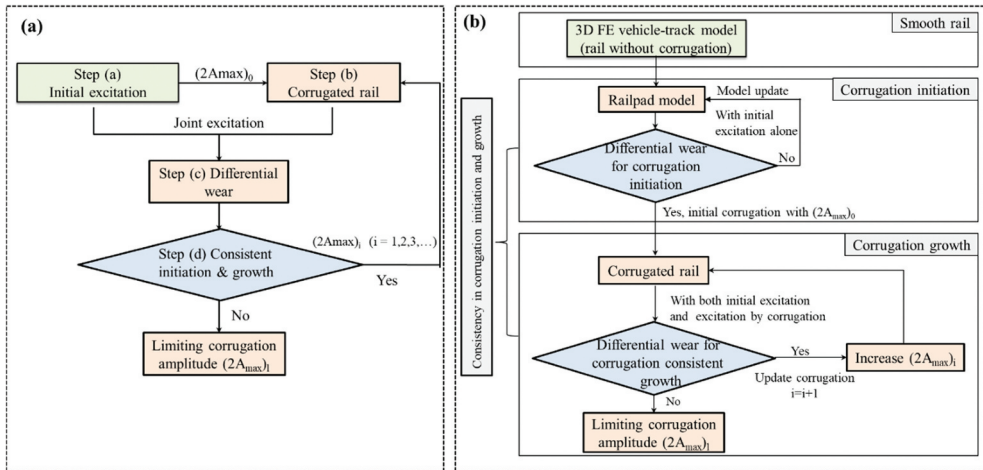 (a)
Step (a)
Initial excitation
(2Amax)₀
Step (b)
Corrugated rail
Joint excitation
Step (c) Differential
wear
Step (d) Consistent
initiation & growth
(2Amax)ᵢ (i = 1,2,3,…)
Yes
No
Limiting corrugation
amplitude (2Aₘₐₓ)ₗ
(b)
Smooth rail
3D FE vehicle-track model
(rail without corrugation)
Corrugation initiation
Railpad model
Model update
With initial
excitation alone
Differential wear
for corrugation
initiation
No
Yes, initial corrugation with (2Aₘₐₓ)₀
Consistency in corrugation initiation and growth
Corrugation growth
Corrugated rail
With both initial excitation
and excitation by corrugation
Differential wear for
corrugation consistent
growth
Yes
Update corrugation
i=i+1
Increase (2Aₘₐₓ)ᵢ
No
Limiting corrugation
amplitude (2Aₘₐₓ)ₗ